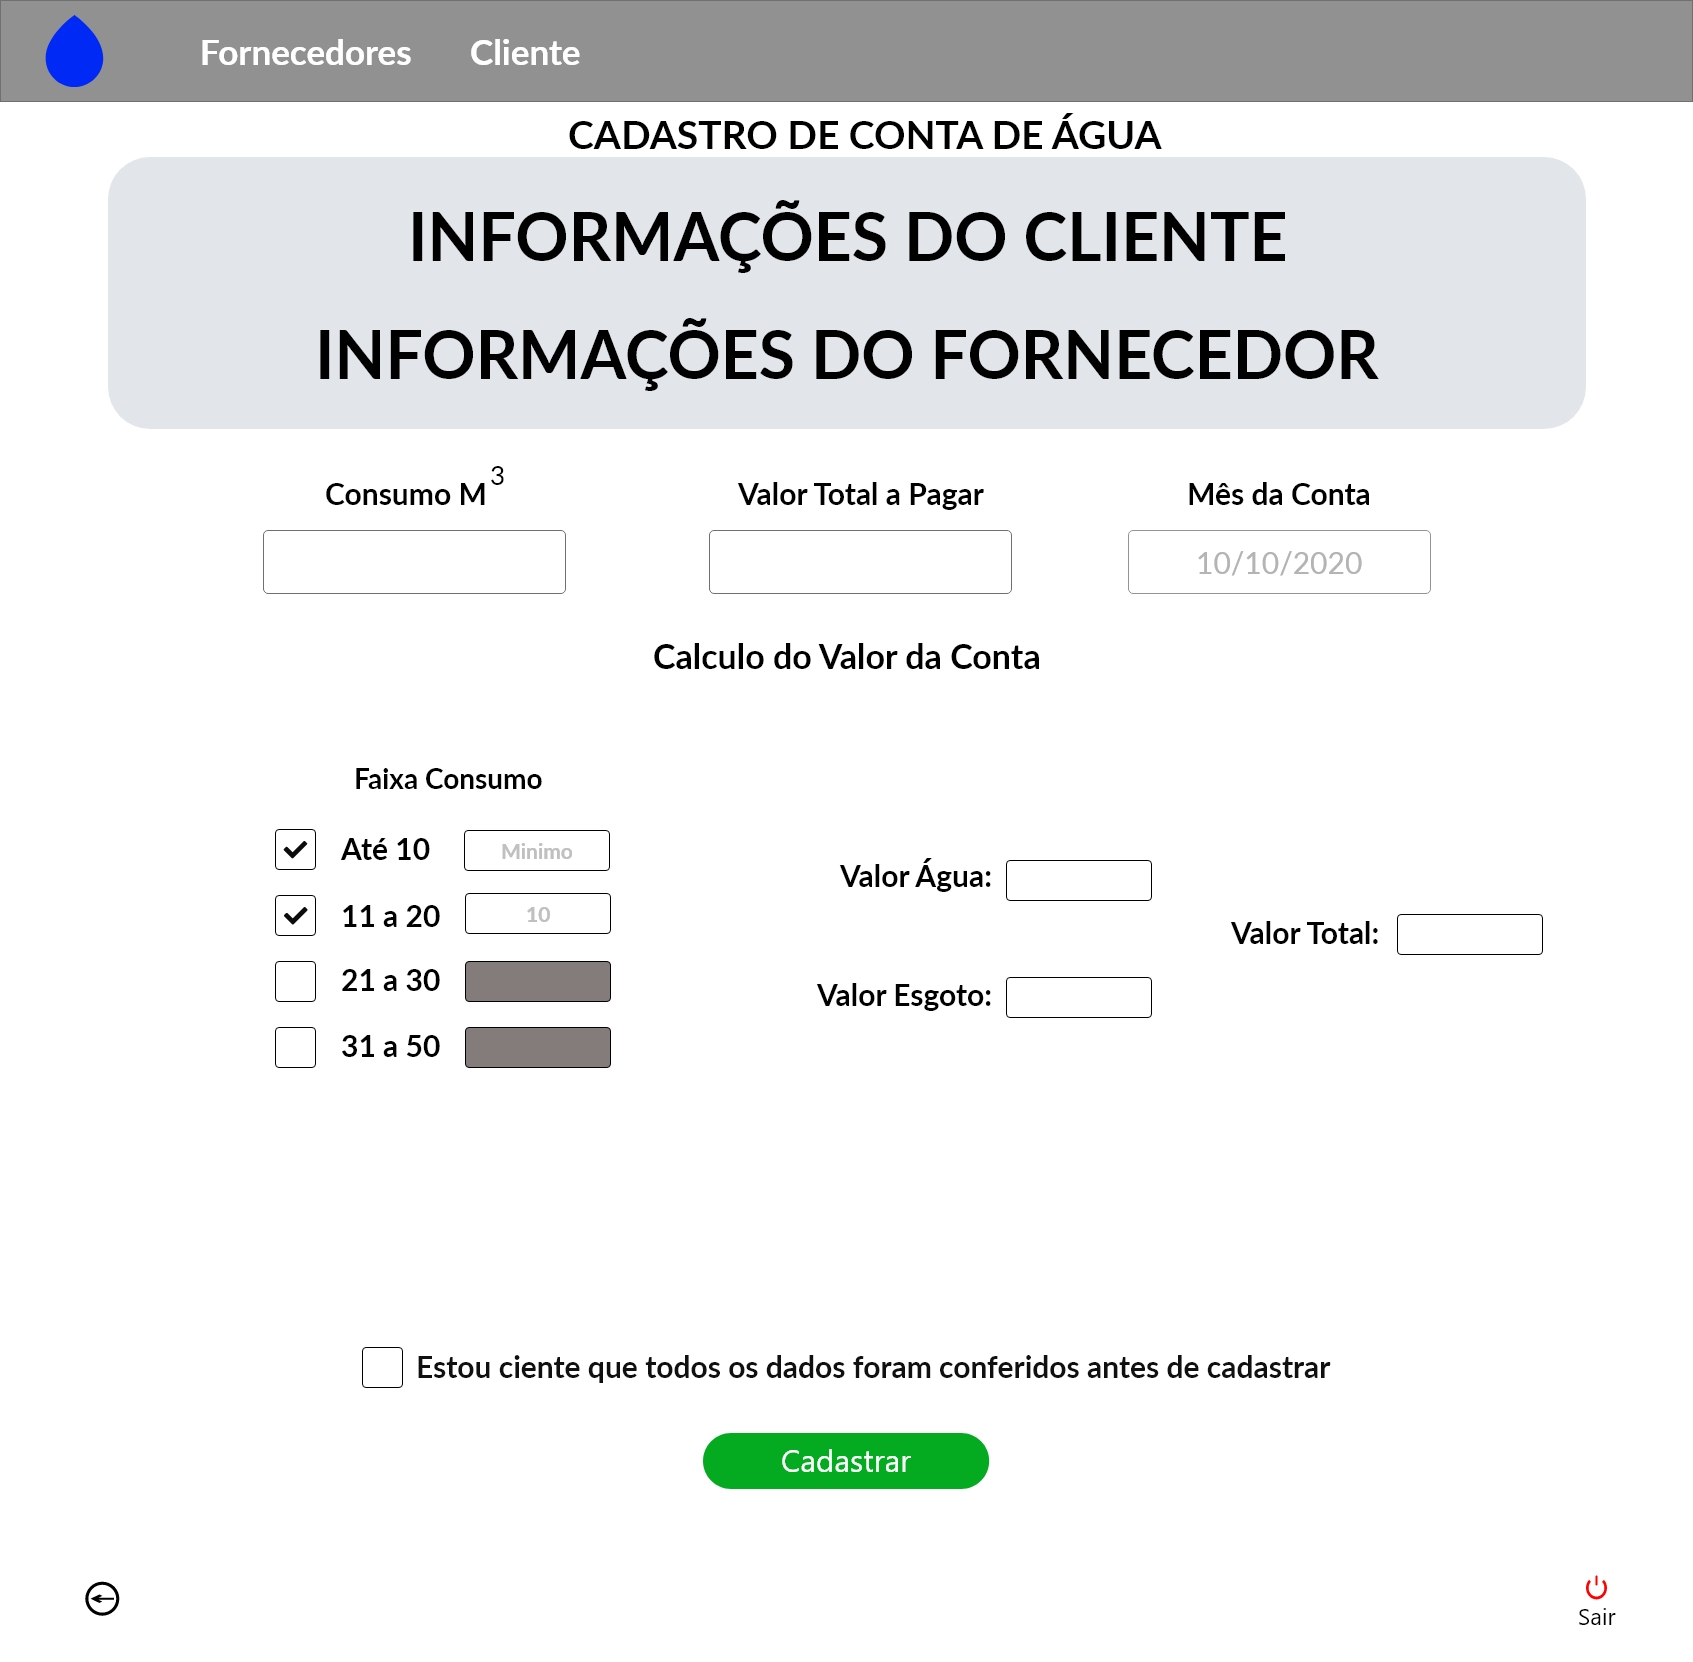 Fornecedores Cliente
CADASTRO DE CONTA DE ÁGUA
INFORMAÇÕES DO CLIENTE
INFORMAÇÕES DO FORNECEDOR
Consumo M³ Valor Total a Pagar Mês da Conta
10/10/2020
Calculo do Valor da Conta
Faixa Consumo
Até 10 Minimo
11 a 20 10
21 a 30
31 a 50
Valor Água:
Valor Esgoto:
Valor Total:
Estou ciente que todos os dados foram conferidos antes de cadastrar
Cadastrar
Sair